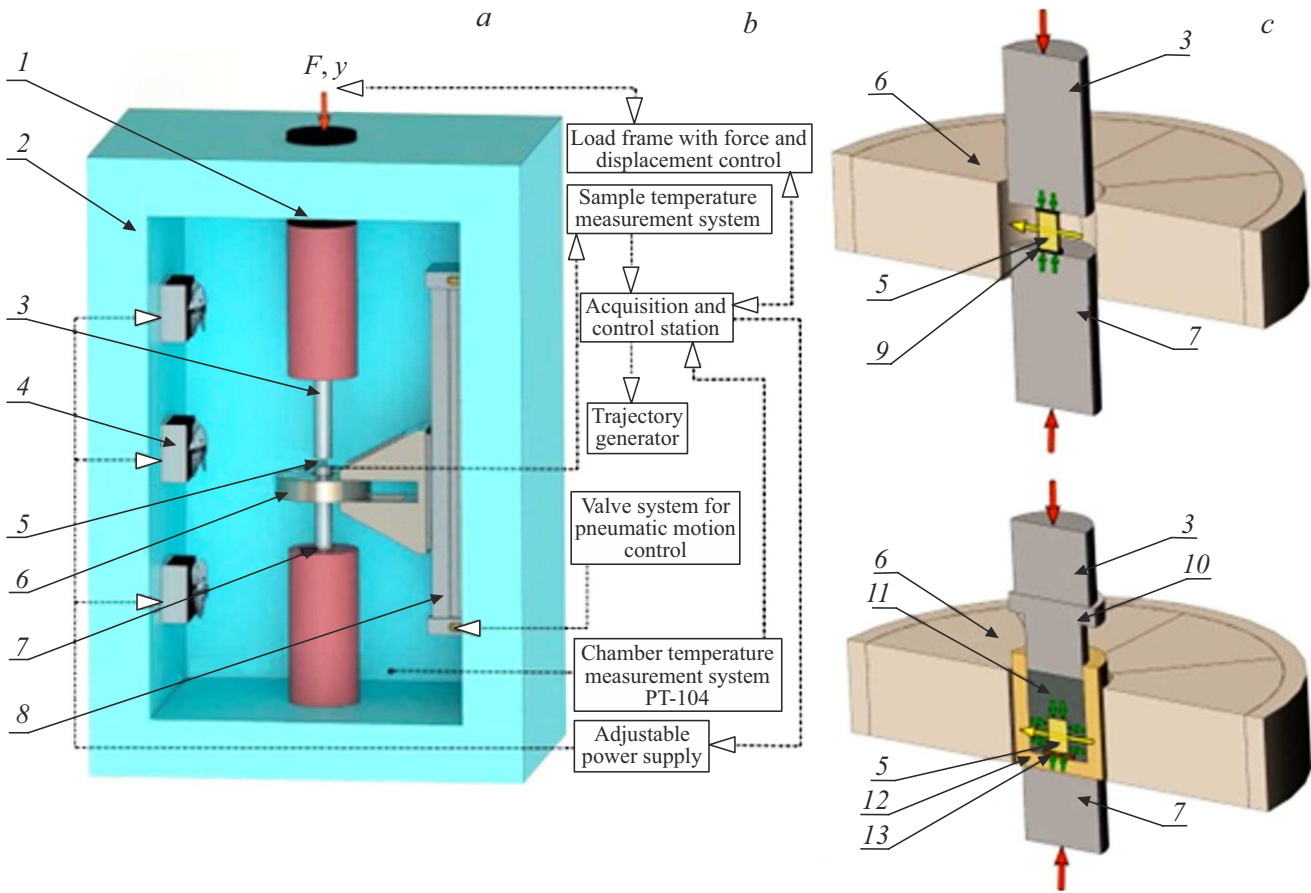 a
b
c
F, y
1
2
3
4
5
6
7
8
Load frame with force and
displacement control
Sample temperature
measurement system
Acquisition and
control station
Trajectory
generator
Valve system for
pneumatic motion
control
Chamber temperature
measurement system
PT-104
Adjustable
power supply
3
6
5
9
7
3
10
6
11
5
12
13
7